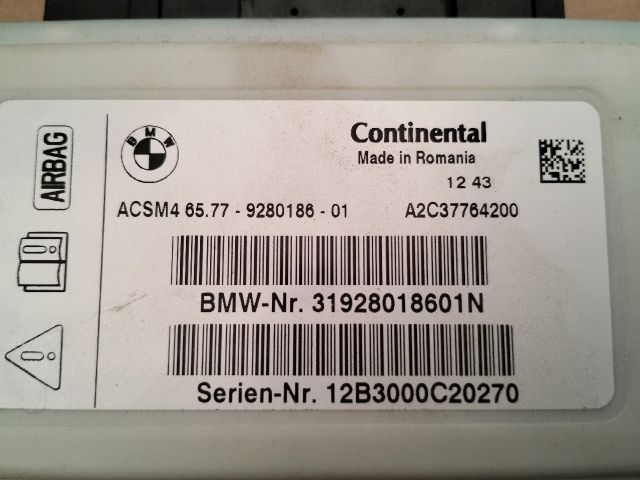 AIRBAG
BMW
Continental
Made in Romania
12 43
ACSM4 65.77 - 9280186 - 01 A2C37764200
BMW-Nr. 31928018601N
Serien-Nr. 12B3000C20270